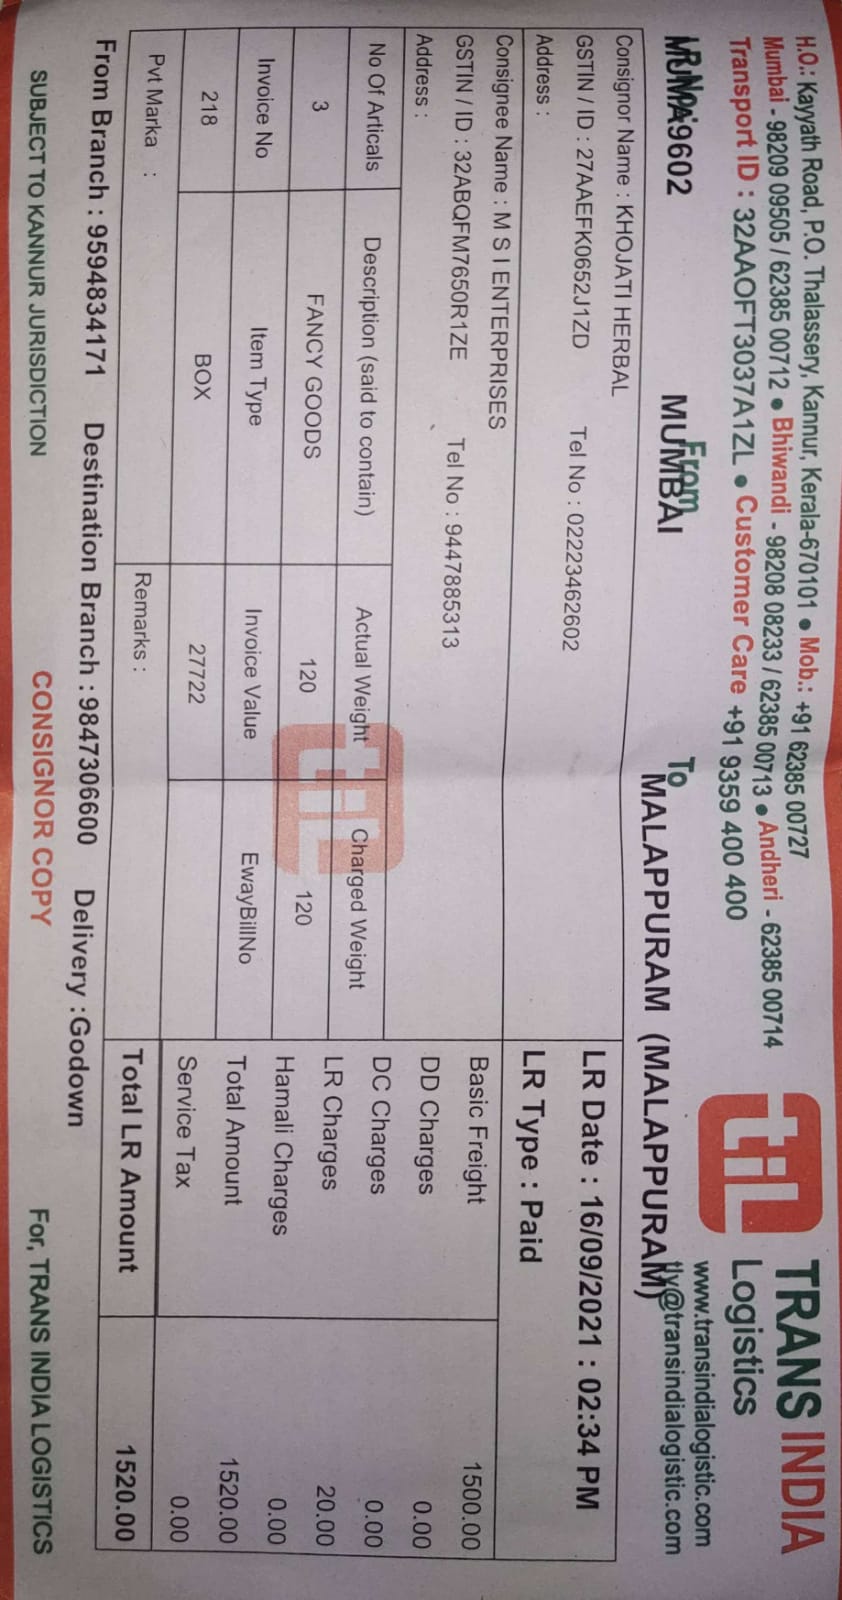 H.O.: Kayyath Road, P.O. Thalassery, Kannur, Kerala-670101 ● Mob.: +91 62385 00727
Mumbai - 98209 09505 / 62385 00712 ● Bhiwandi - 98208 08233 / 62385 00713 ● Andheri - 62385 00714
Transport ID : 32AAOFT3037A1ZL ● Customer Care +91 9359 400 400
til TRANS INDIA
Logistics
www.transindialogistic.com
tly@transindialogistic.com
LR No. From To
MUMA9602 MUMBAI MALAPPURAM (MALAPPURAM)
Consignor Name : KHOJATI HERBAL
GSTIN / ID : 27AAEFK0652J1ZD Tel No : 02223462602
Address :
LR Date : 16/09/2021 : 02:34 PM
LR Type : Paid
Consignee Name : M S I ENTERPRISES
GSTIN / ID : 32ABQFM7650R1ZE Tel No : 9447885313
Address :
No Of Articals Description (said to contain) Actual Weight Charged Weight
3 FANCY GOODS 120 120
Invoice No Item Type Invoice Value EwayBillNo
218 BOX 27722
Pvt Marka : Remarks :
Basic Freight 1500.00
DD Charges 0.00
DC Charges 0.00
LR Charges 20.00
Hamali Charges 0.00
Total Amount 1520.00
Service Tax 0.00
Total LR Amount 1520.00
til
From Branch : 9594834171 Destination Branch : 9847306600 Delivery :Godown
SUBJECT TO KANNUR JURISDICTION CONSIGNOR COPY For, TRANS INDIA LOGISTICS